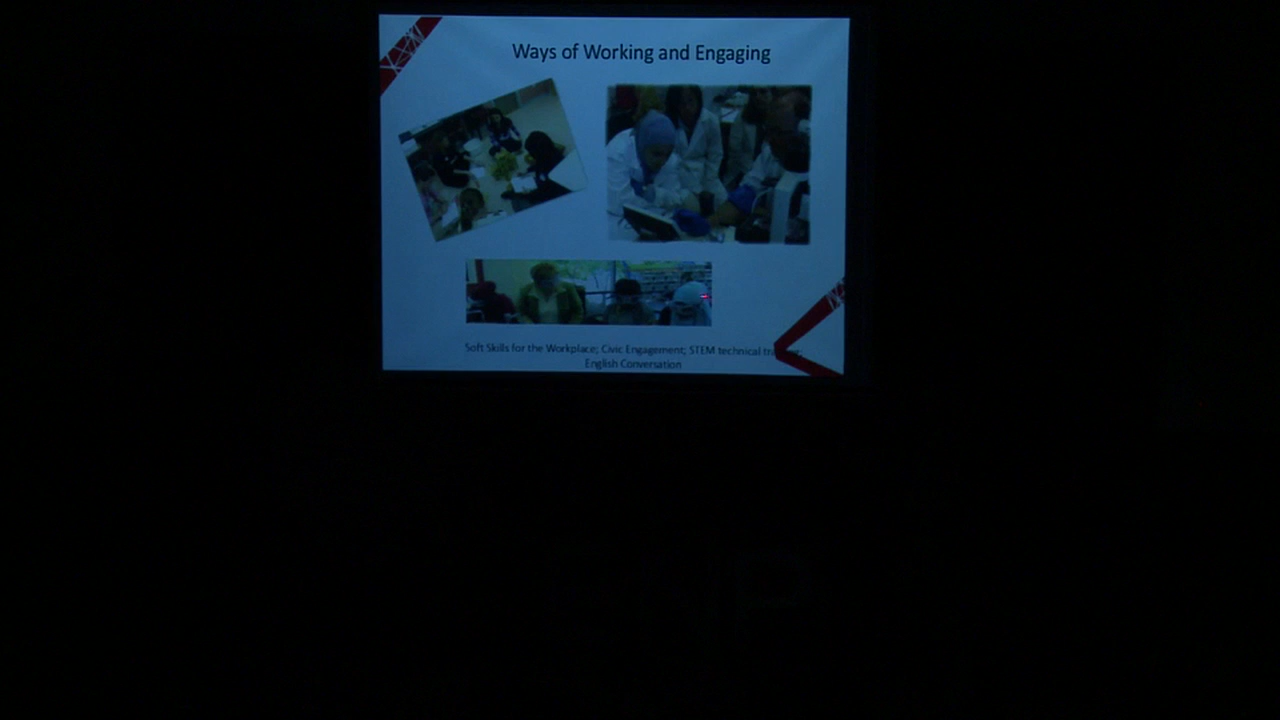 Ways of Working and Engaging
Soft Skills for the Workplace; Civic Engagement; STEM technical
English Conversation